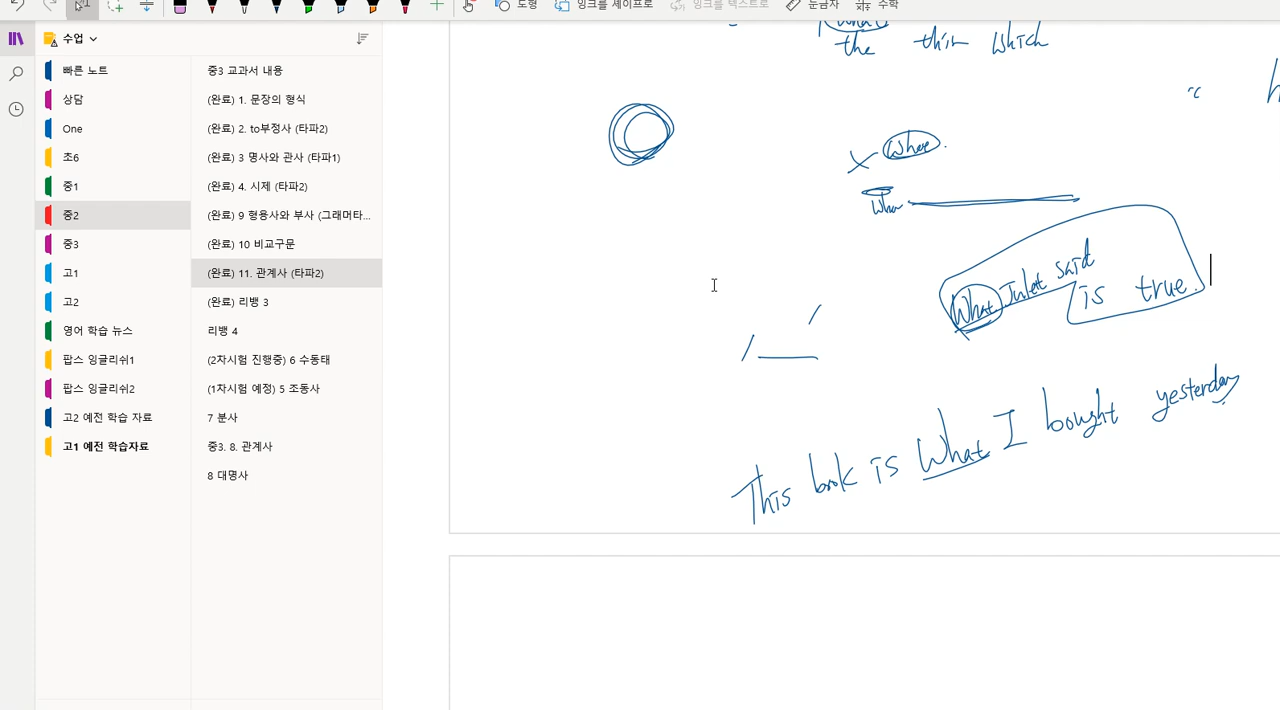 도형
잉크를 셰이프로
잉크를 텍스트로
눈금자
수학
수업
빠른 노트
상담
One
초6
중1
중2
중3
고1
고2
영어 학습 뉴스
팝스 잉글리쉬1
팝스 잉글리쉬2
고2 예전 학습 자료
고1 예전 학습자료
중3 교과서 내용
(완료) 1. 문장의 형식
(완료) 2. to부정사 (타파2)
(완료) 3 명사와 관사 (타파1)
(완료) 4. 시제 (타파2)
(완료) 9 형용사와 부사 (그래머타...
(완료) 10 비교구문
(완료) 11. 관계사 (타파2)
(완료) 리뱅 3
리뱅 4
(2차시험 진행중) 6 수동태
(1차시험 예정) 5 조동사
7 분사
중3. 8. 관계사
8 대명사
the which
What said
is true.
This book is What I bought yesterday